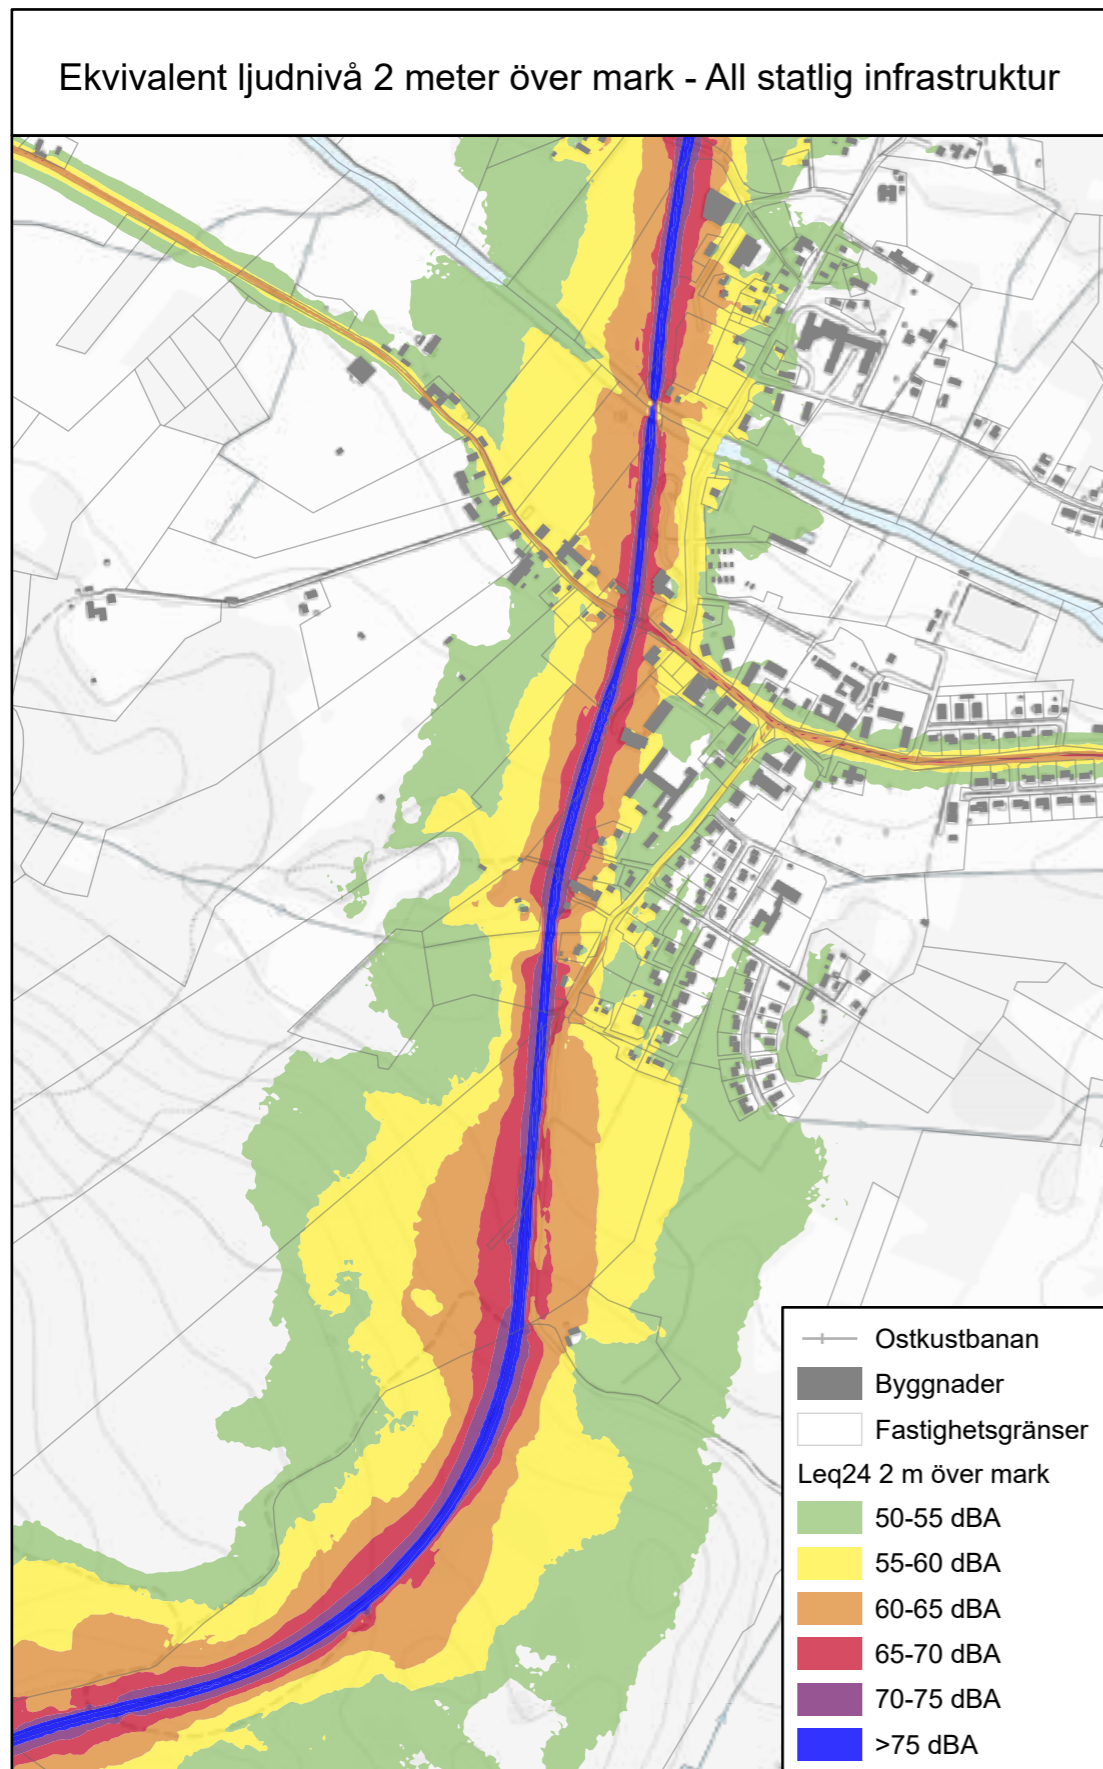 Ekvivalent ljudnivå 2 meter över mark - All statlig infrastruktur
Ostkustbanan
Byggnader
Fastighetsgränser
Leq24 2 m över mark
50-55 dBA
55-60 dBA
60-65 dBA
65-70 dBA
70-75 dBA
>75 dBA